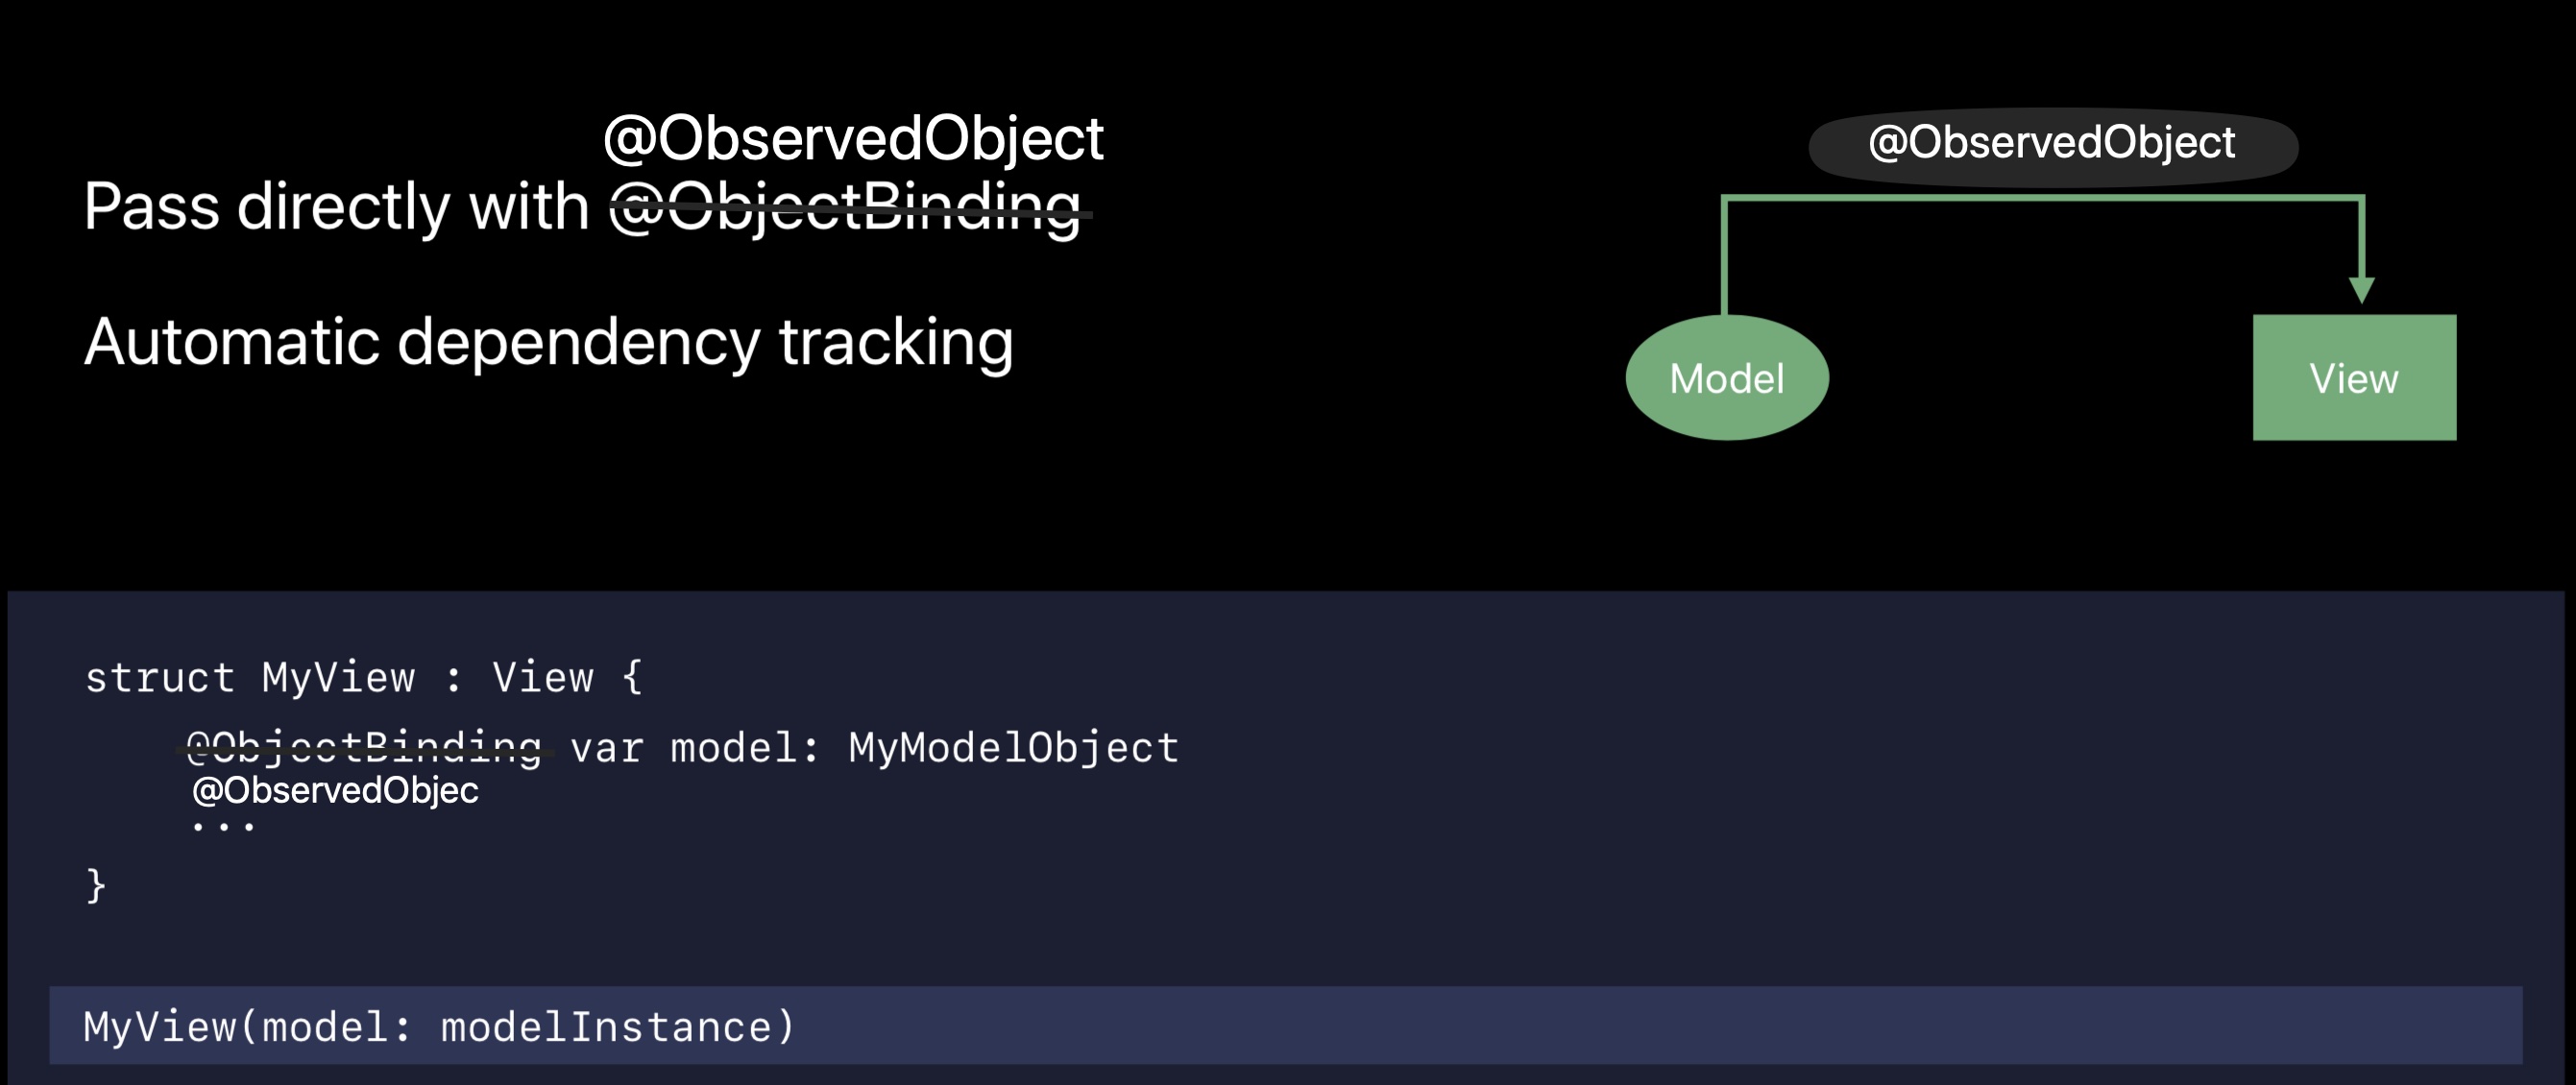 @ObservedObject
Pass directly with @ObjectBinding
Automatic dependency tracking
@ObservedObject
Model
View
struct MyView : View {
@ObjectBinding var model: MyModelObject
@ObservedObjec
...
}
MyView(model: modelInstance)